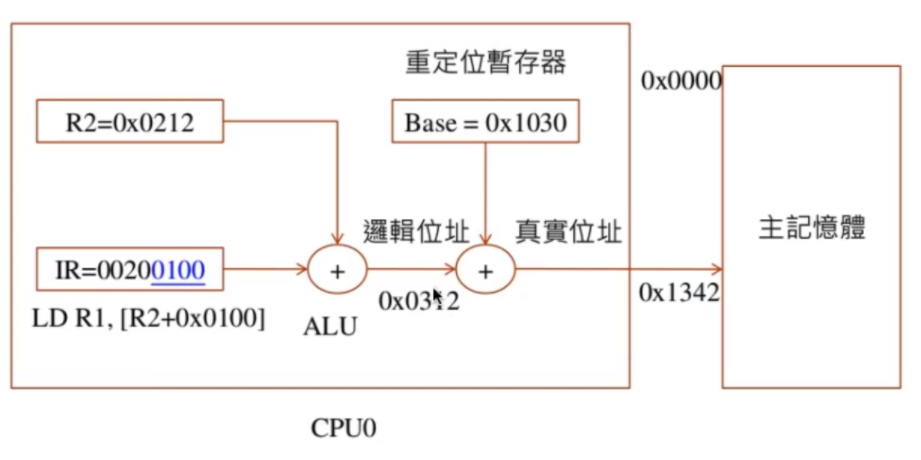 重定位暫存器
0x0000
R2=0x0212
Base = 0x1030
邏輯位址
真實位址
主記憶體
IR=00200100
0x0312
0x1342
LD R1, [R2+0x0100]
ALU
+
+
CPU0